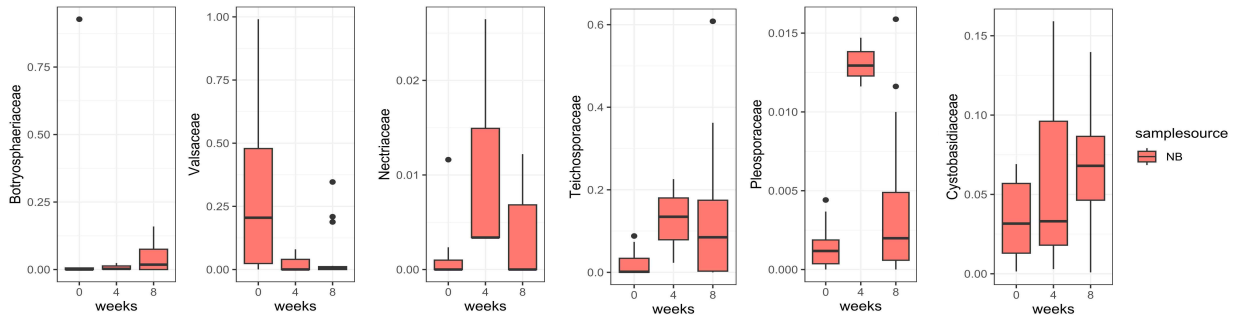 Botryosphaeriaceae
0.75
0.50
0.25
0.00
0 4 8
weeks
Valsaceae
1.00
0.75
0.50
0.25
0.00
0 4 8
weeks
Nectriaceae
0.02
0.01
0.00
0 4 8
weeks
Teichosporaceae
0.6
0.4
0.2
0.0
0 4 8
weeks
Pleosporaceae
0.015
0.010
0.005
0.000
0 4 8
weeks
Cystobasidiaceae
0.15
0.10
0.05
0.00
0 4 8
weeks
samplesource
NB